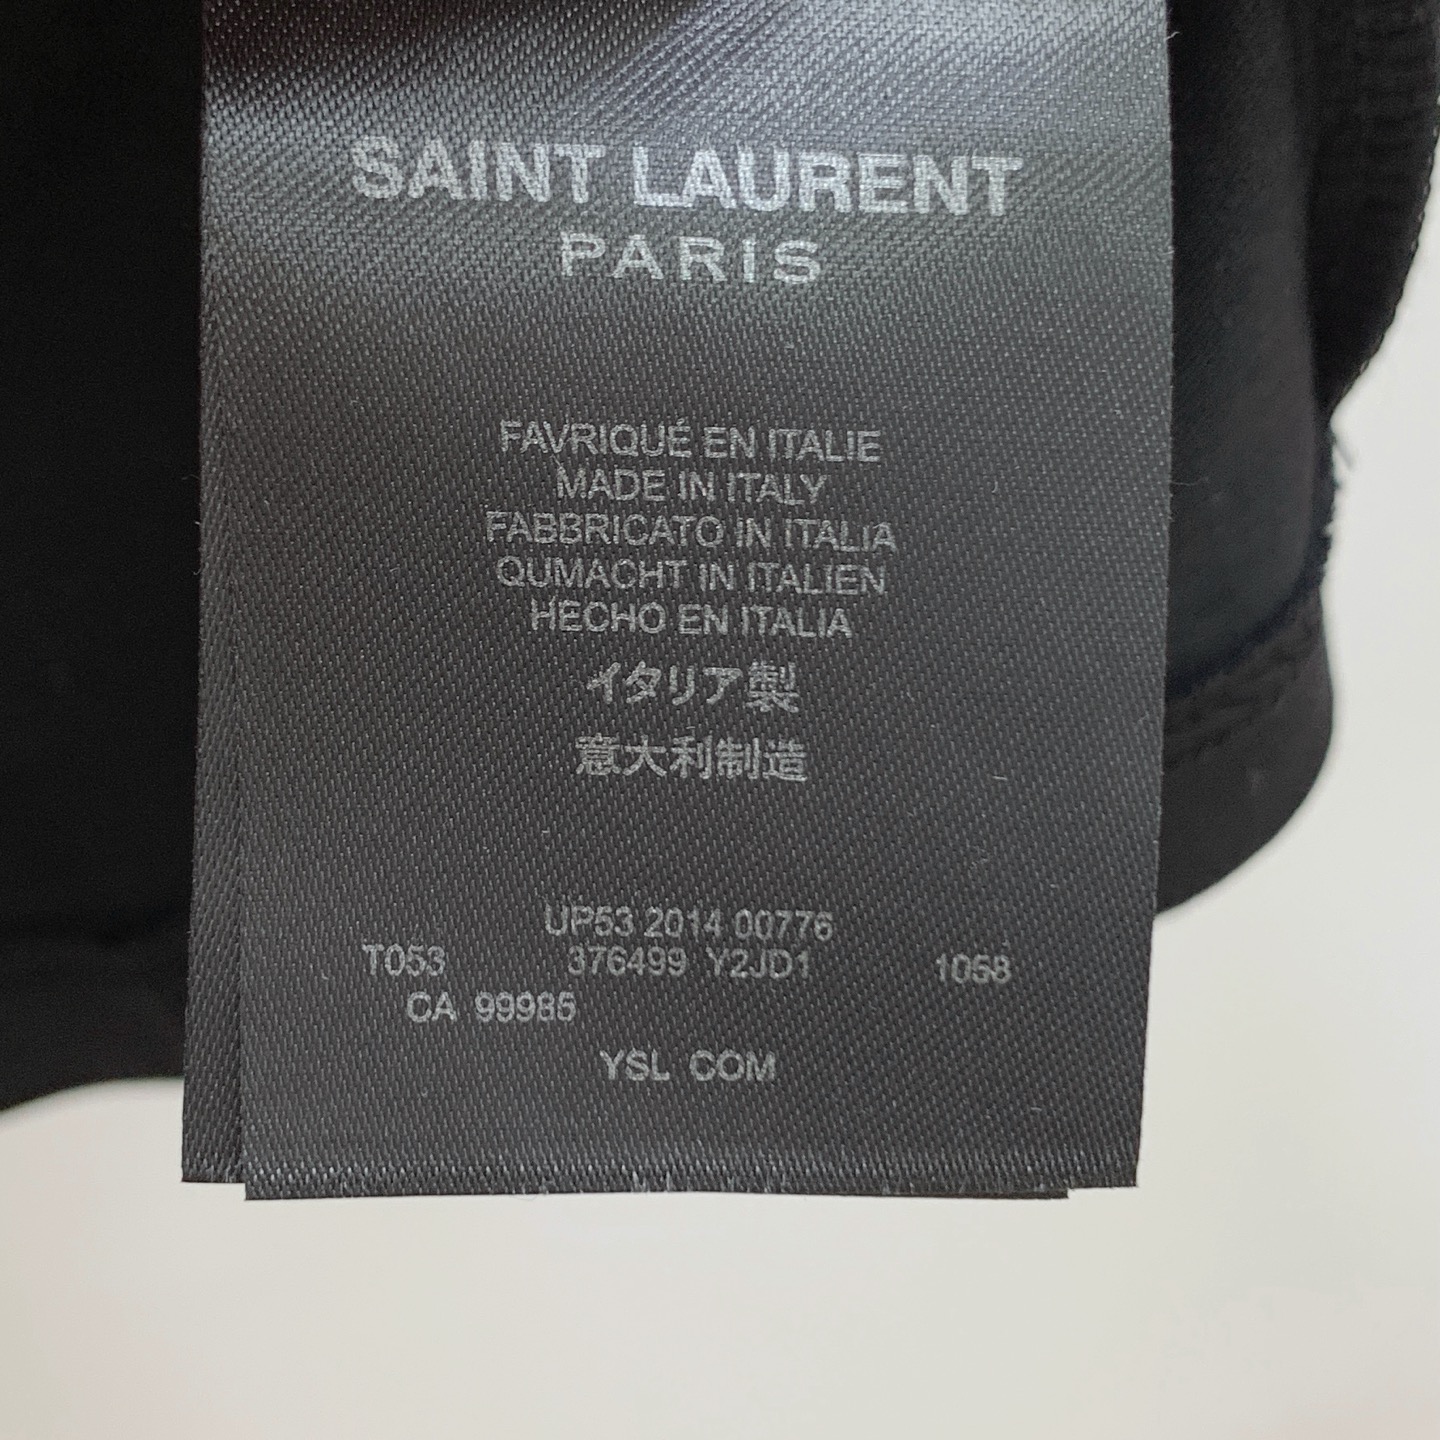 SAINT LAURENT
PARIS
FAVRIQUÉ EN ITALIE
MADE IN ITALY
FABBRICATO IN ITALIA
QUMACHT IN ITALIEN
HECHO EN ITALIA
イタリア製
意大利制造
UP53 2014 00776
T053 376499 Y2JD1 1058
CA 99985
YSL COM